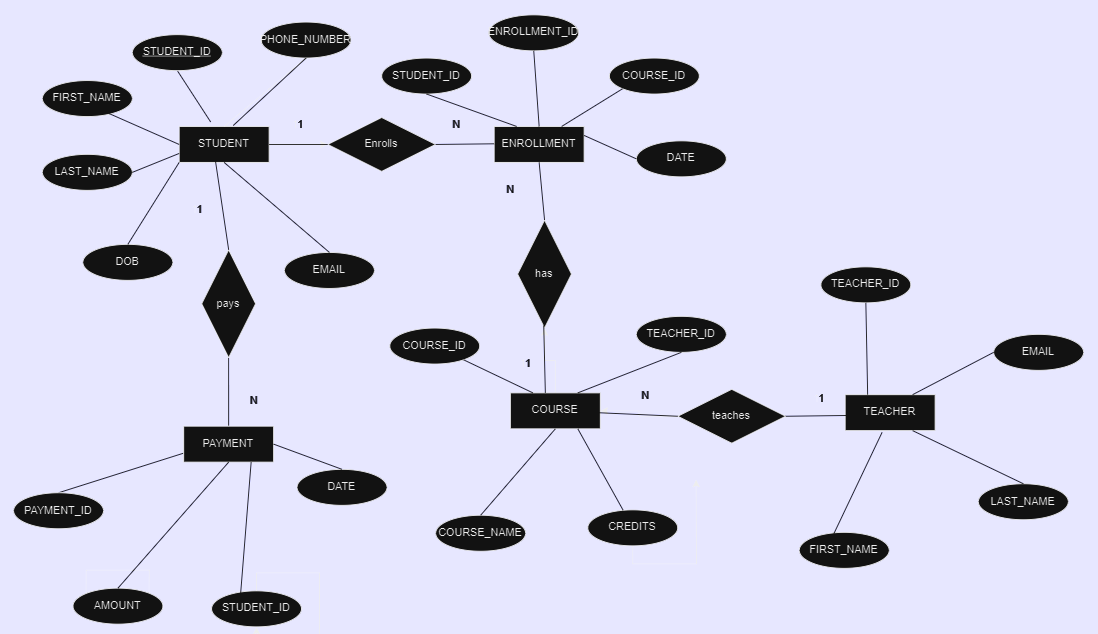 PHONE_NUMBER
ENROLLMENT_ID
STUDENT_ID
STUDENT_ID
COURSE_ID
FIRST_NAME
1
N
STUDENT
Enrolls
ENROLLMENT
DATE
LAST_NAME
N
1
DOB
EMAIL
has
TEACHER_ID
pays
TEACHER_ID
COURSE_ID
EMAIL
1
N
1
N
COURSE
teaches
TEACHER
PAYMENT
DATE
LAST_NAME
PAYMENT_ID
COURSE_NAME
CREDITS
FIRST_NAME
AMOUNT
STUDENT_ID